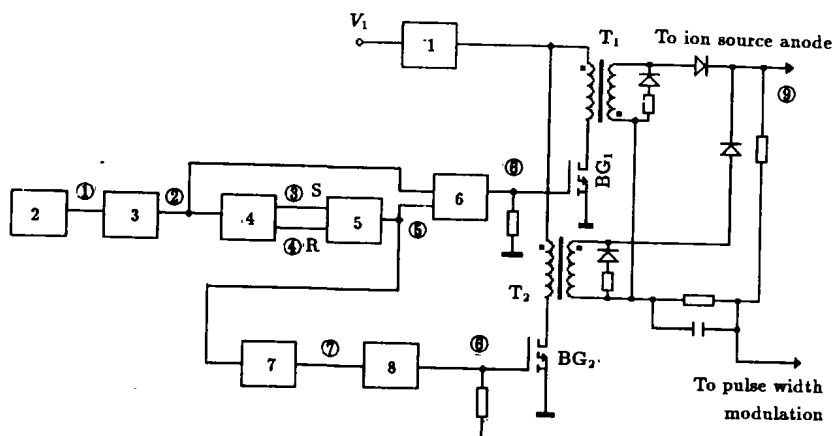 V₁
1
T₁
To ion source anode
⑨
BG₁
⑥
6
2
①
3
②
4
③ S
④ R
5
⑤
T₂
7
⑦
8
⑥
BG₂
To pulse width
modulation